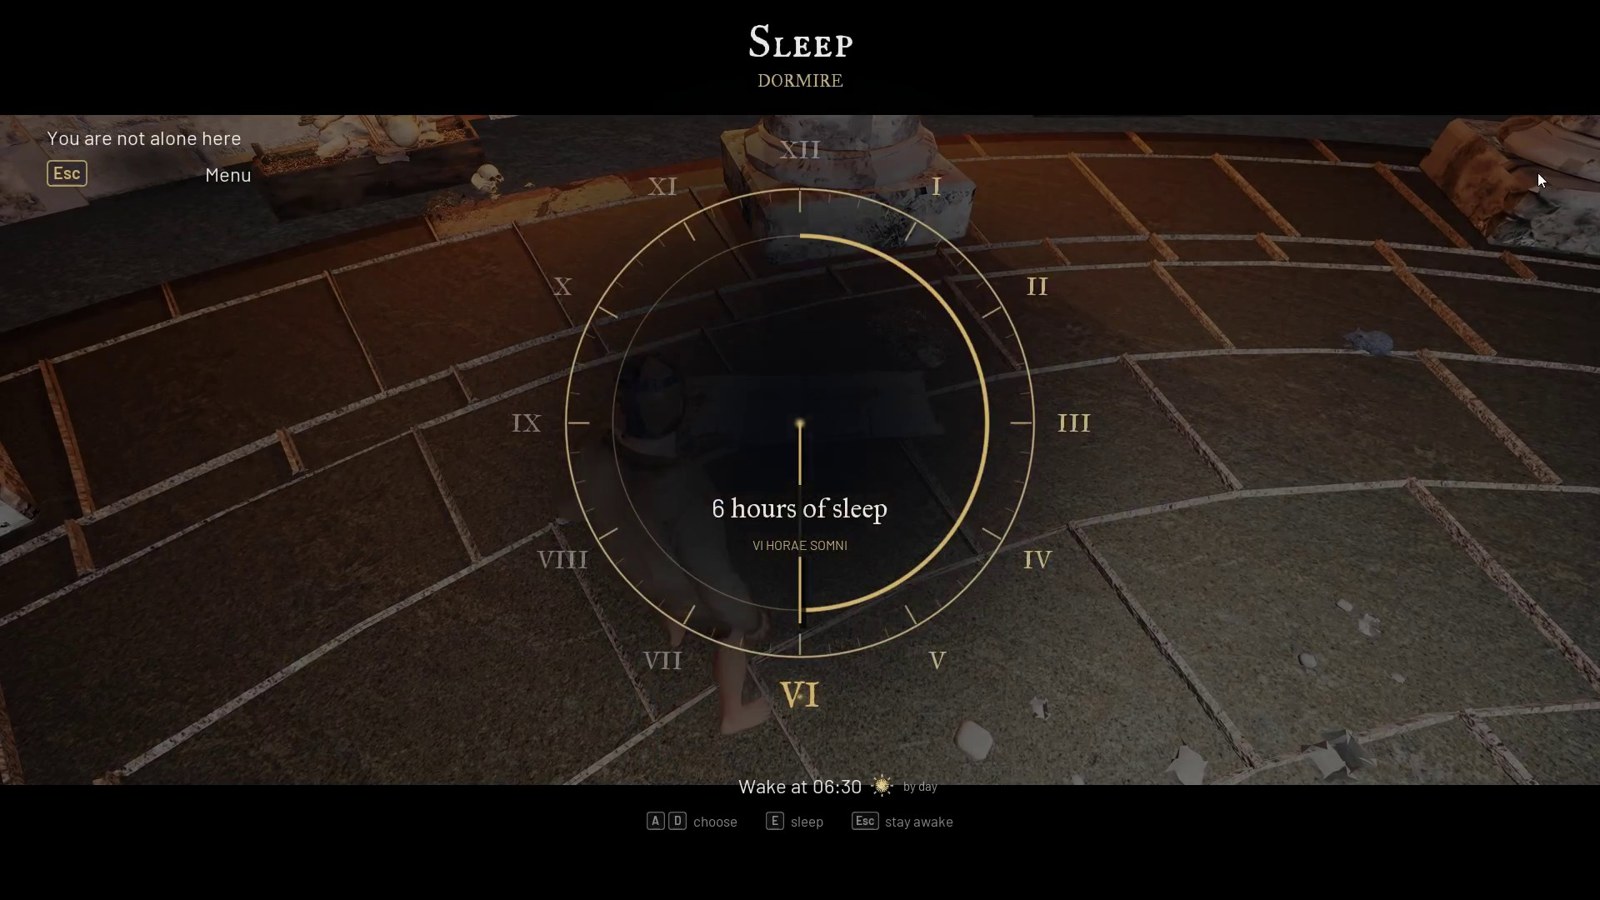 Sleep
DORMIRE
You are not alone here
Esc Menu
XII
XI
I
X
II
IX
III
6 hours of sleep
VI HORAE SOMNI
VIII
IV
VII
V
VI
Wake at 06:30 by day
A D choose E sleep Esc stay awake